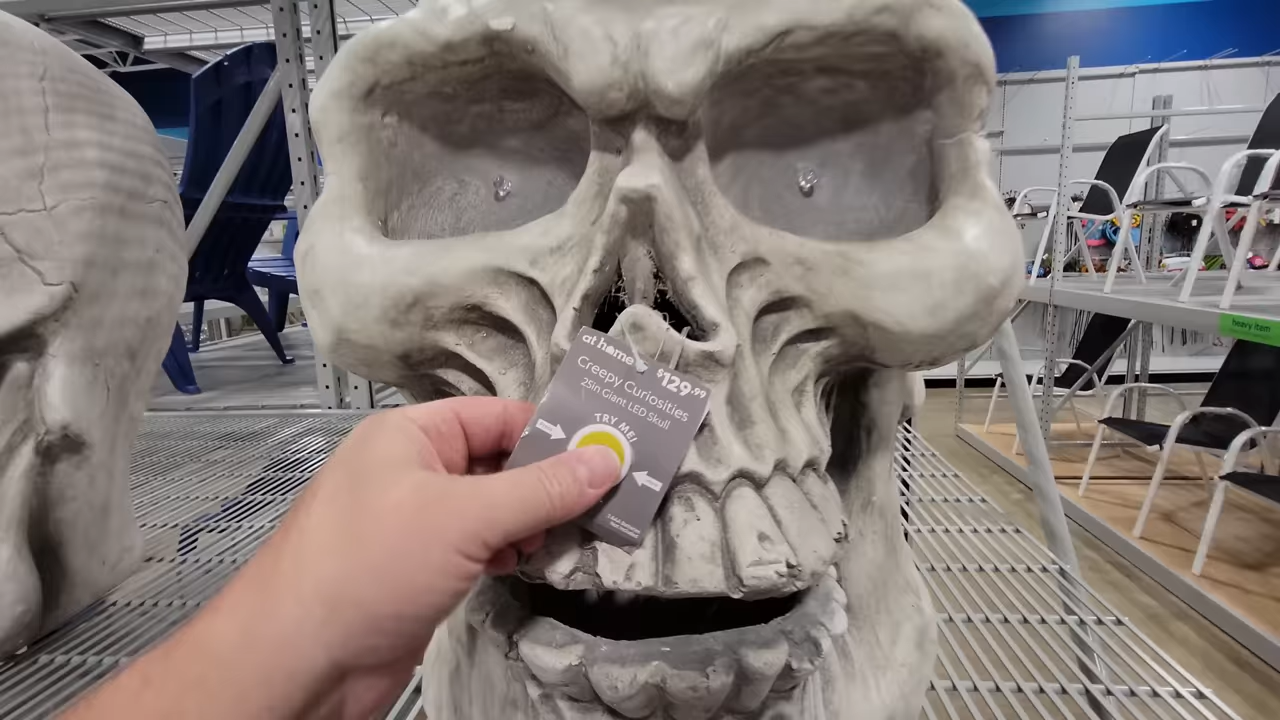 at home
$129.99
Creepy Curiosities
25in Giant LED Skull
TRY ME!
heavy item